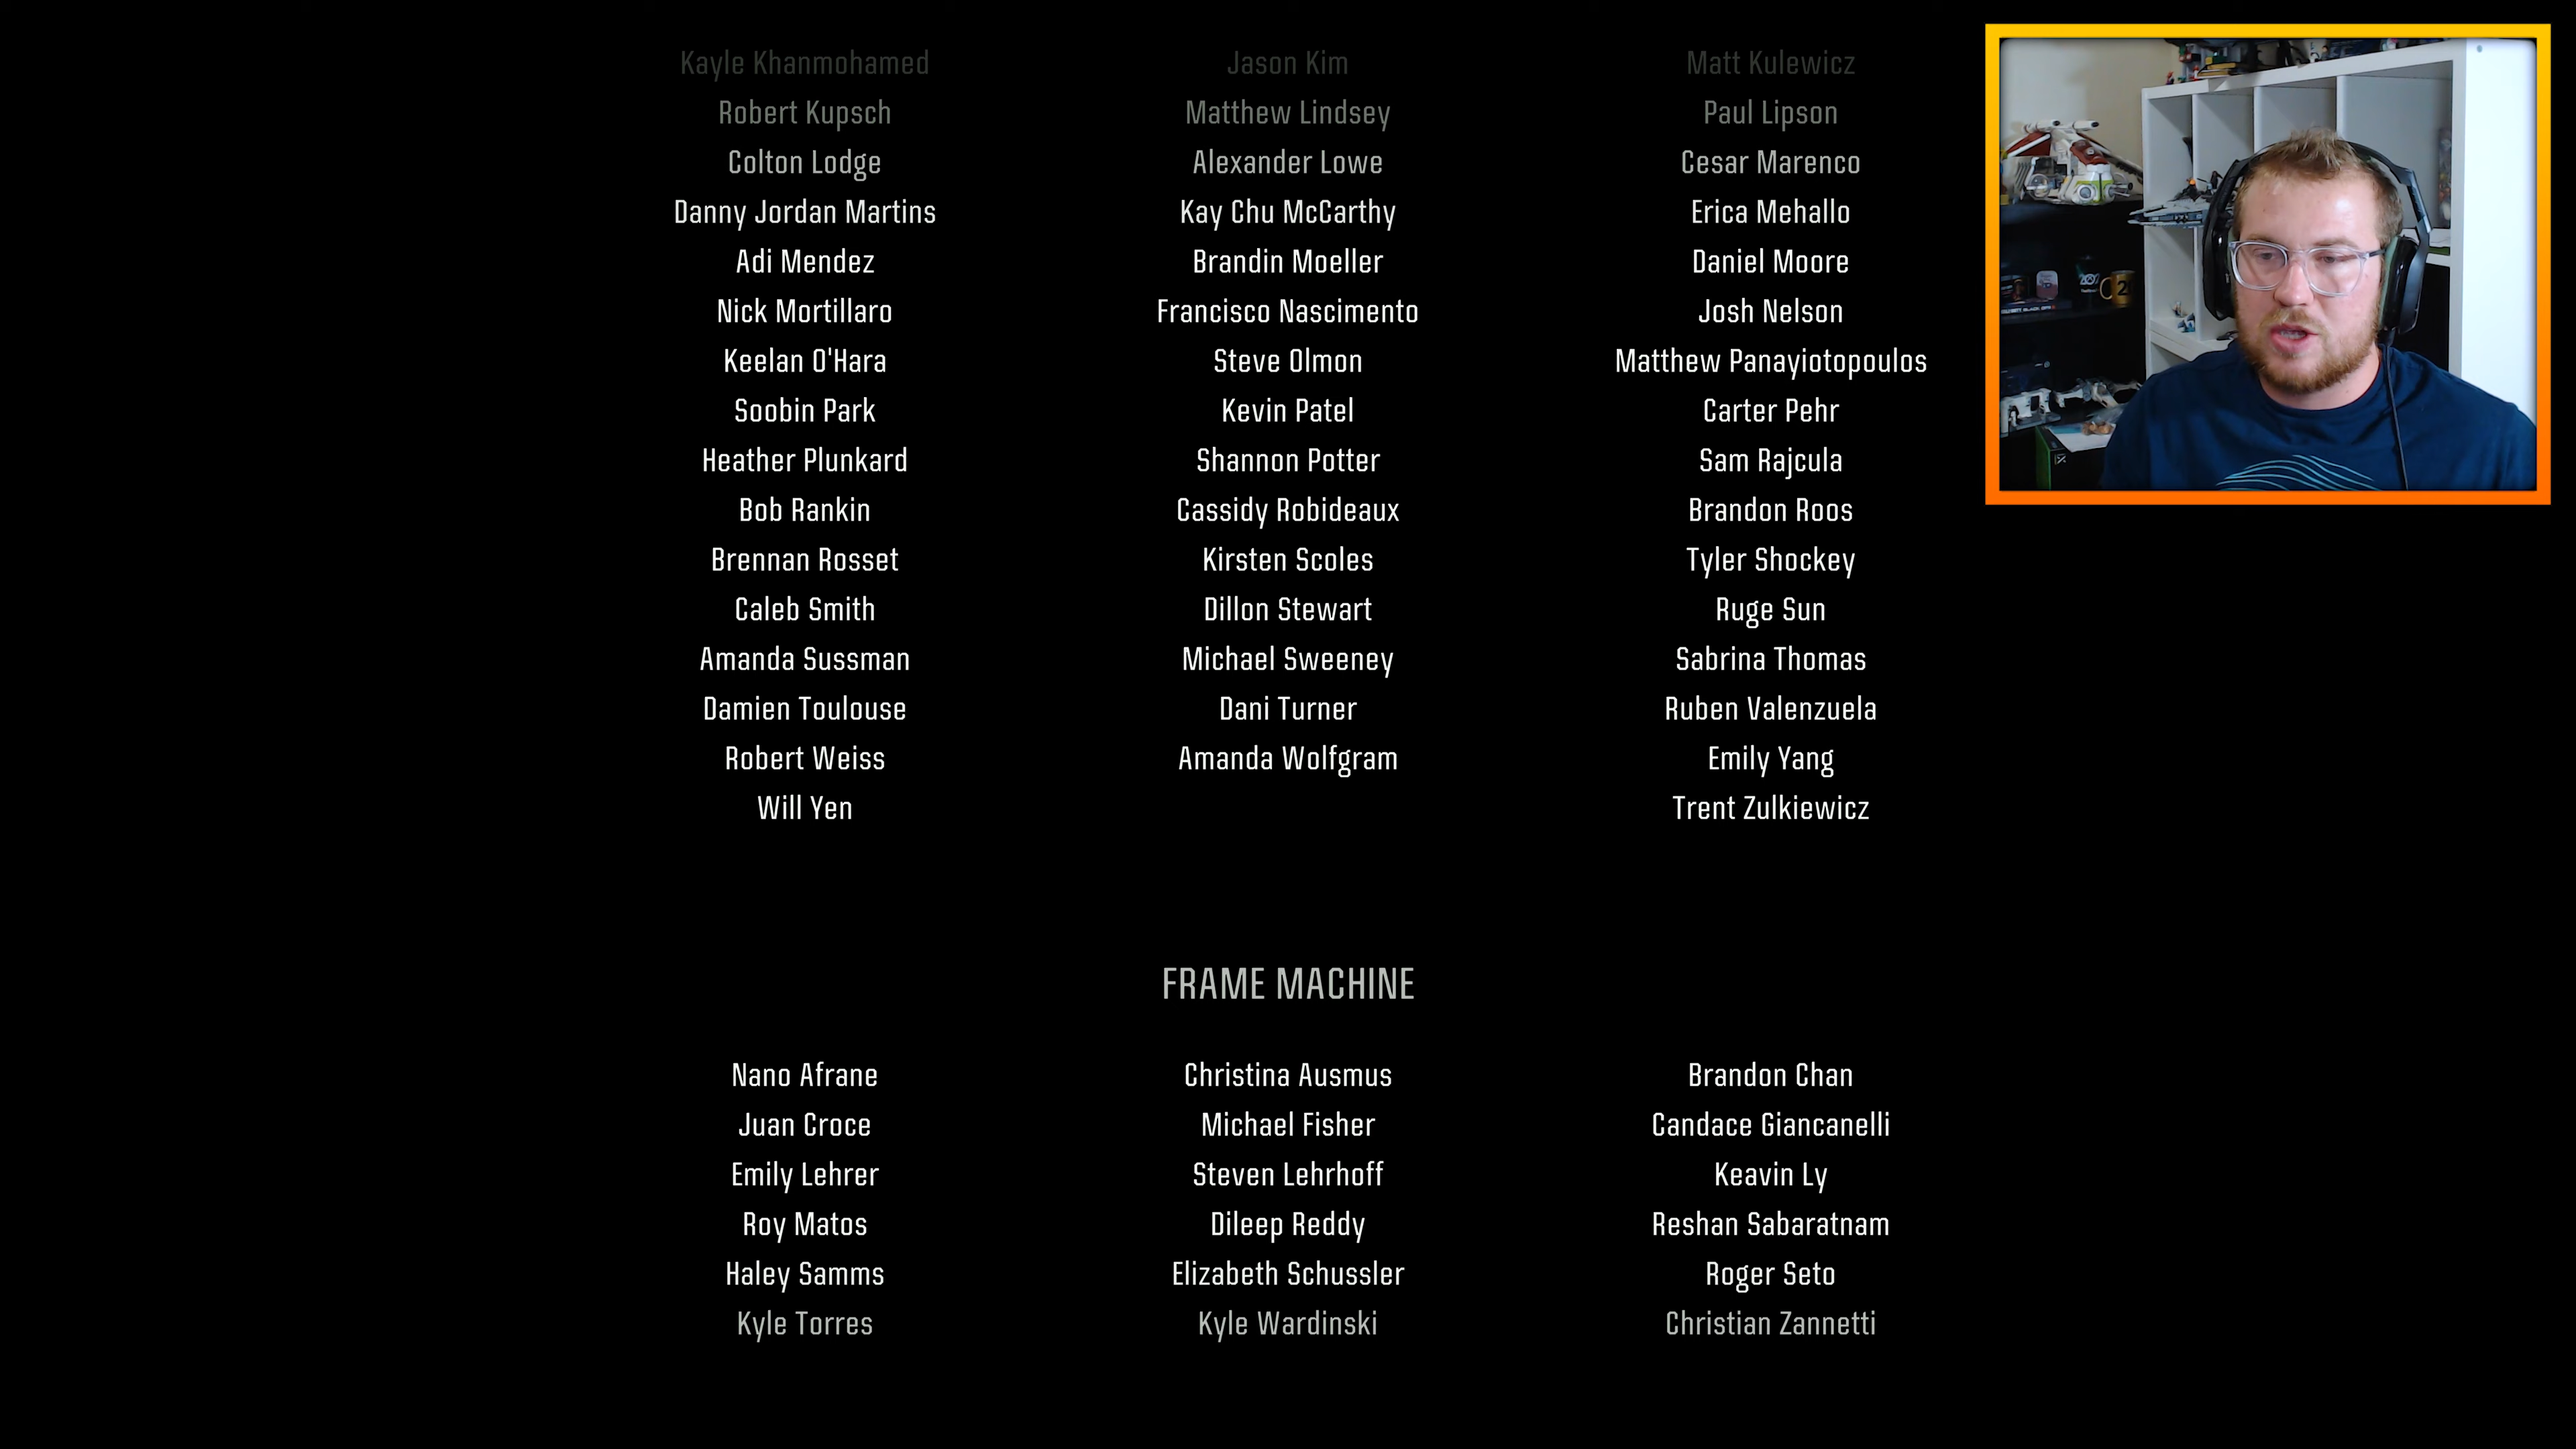 Kayle Khanmohamed Jason Kim Matt Kulewicz
Robert Kupsch Matthew Lindsey Paul Lipson
Colton Lodge Alexander Lowe Cesar Marenco
Danny Jordan Martins Kay Chu McCarthy Erica Mehallo
Adi Mendez Brandin Moeller Daniel Moore
Nick Mortillaro Francisco Nascimento Josh Nelson
Keelan O'Hara Steve Olmon Matthew Panayiotopoulos
Soobin Park Kevin Patel Carter Pehr
Heather Plunkard Shannon Potter Sam Rajcula
Bob Rankin Cassidy Robideaux Brandon Roos
Brennan Rosset Kirsten Scoles Tyler Shockey
Caleb Smith Dillon Stewart Ruge Sun
Amanda Sussman Michael Sweeney Sabrina Thomas
Damien Toulouse Dani Turner Ruben Valenzuela
Robert Weiss Amanda Wolfgram Emily Yang
Will Yen Trent Zulkiewicz
FRAME MACHINE
Nano Afrane Christina Ausmus Brandon Chan
Juan Croce Michael Fisher Candace Giancanelli
Emily Lehrer Steven Lehrhoff Keavin Ly
Roy Matos Dileep Reddy Reshan Sabaratnam
Haley Samms Elizabeth Schussler Roger Seto
Kyle Torres Kyle Wardinski Christian Zannetti